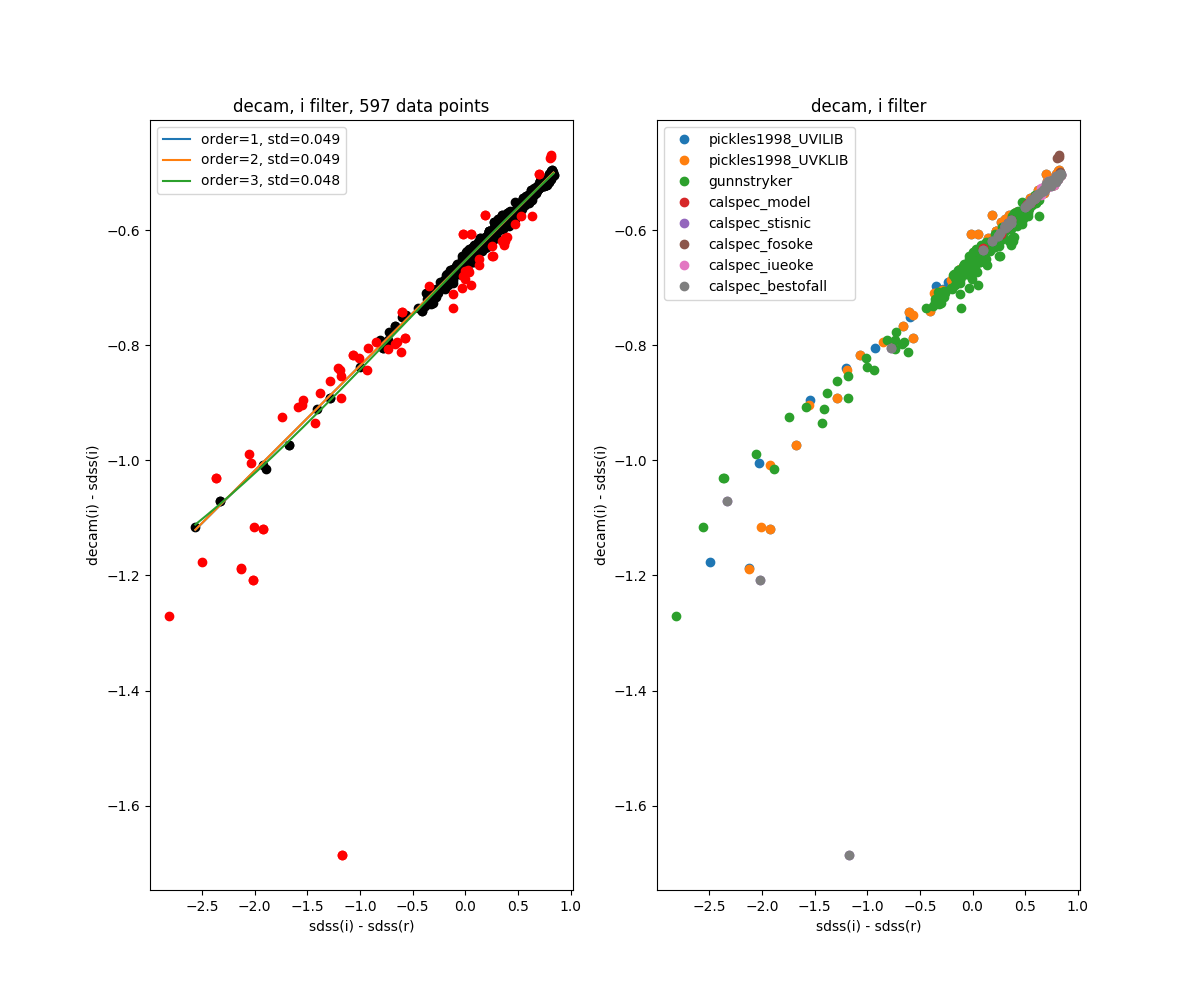 decam, i filter, 597 data points
order=1, std=0.049
order=2, std=0.049
order=3, std=0.048
−0.6
−0.8
−1.0
−1.2
−1.4
−1.6
decam(i) - sdss(i)
−2.5 −2.0 −1.5 −1.0 −0.5 0.0 0.5 1.0
sdss(i) - sdss(r)
decam, i filter
pickles1998_UVILIB
pickles1998_UVKLIB
gunnstryker
calspec_model
calspec_stisnic
calspec_fosoke
calspec_iueoke
calspec_bestofall
−0.6
−0.8
−1.0
−1.2
−1.4
−1.6
decam(i) - sdss(i)
−2.5 −2.0 −1.5 −1.0 −0.5 0.0 0.5 1.0
sdss(i) - sdss(r)